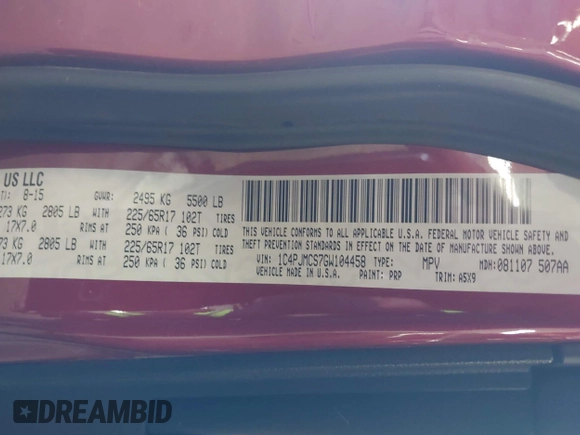 US LLC
8-15 GVWR: 2495 KG 5500 LB
273 KG 2805 LB WITH 225/65R17 102T TIRES
17X7.0 RIMS AT 250 KPA ( 36 PSI) COLD
73 KG 2805 LB WITH 225/65R17 102T TIRES
17X7.0 RIMS AT 250 KPA ( 36 PSI) COLD
THIS VEHICLE CONFORMS TO ALL APPLICABLE U.S.A. FEDERAL MOTOR VEHICLE SAFETY AND
THEFT PREVENTION STANDARDS IN EFFECT ON THE DATE OF MANUFACTURE SHOWN ABOVE.
VIN: 1C4PJMCS7GW104458 TYPE: MPV MDH: 081107 507AA
VEHICLE MADE IN U.S.A. PAINT: PRP TRIM: A5X9
DREAMBID